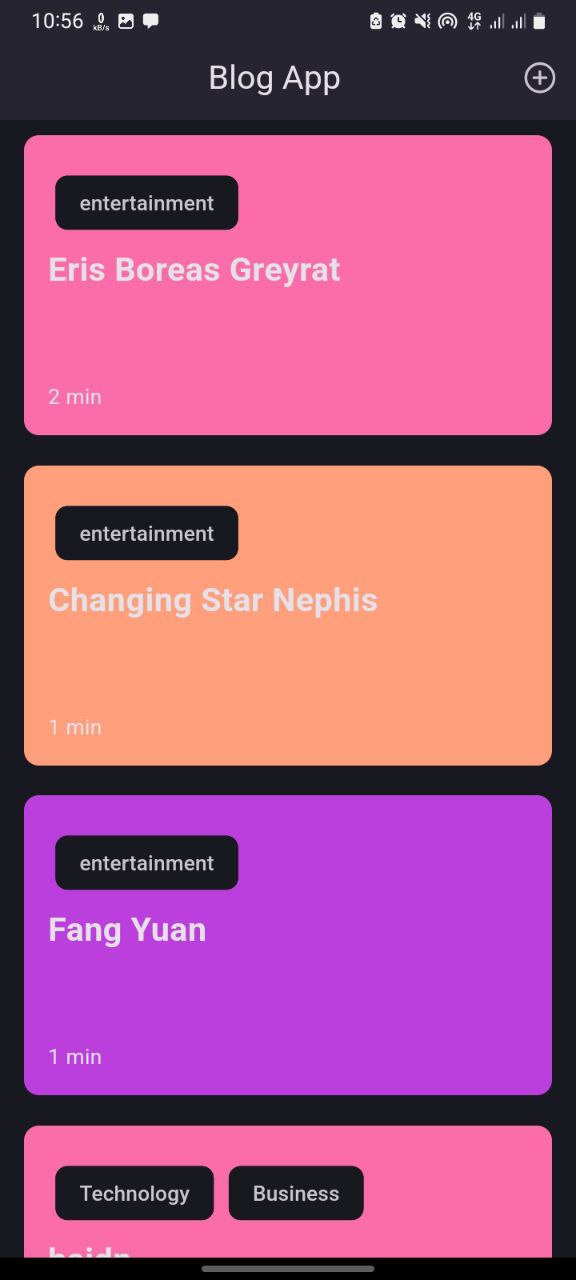 10:56 0 kB/s 4G
Blog App
entertainment
Eris Boreas Greyrat
2 min
entertainment
Changing Star Nephis
1 min
entertainment
Fang Yuan
1 min
Technology Business